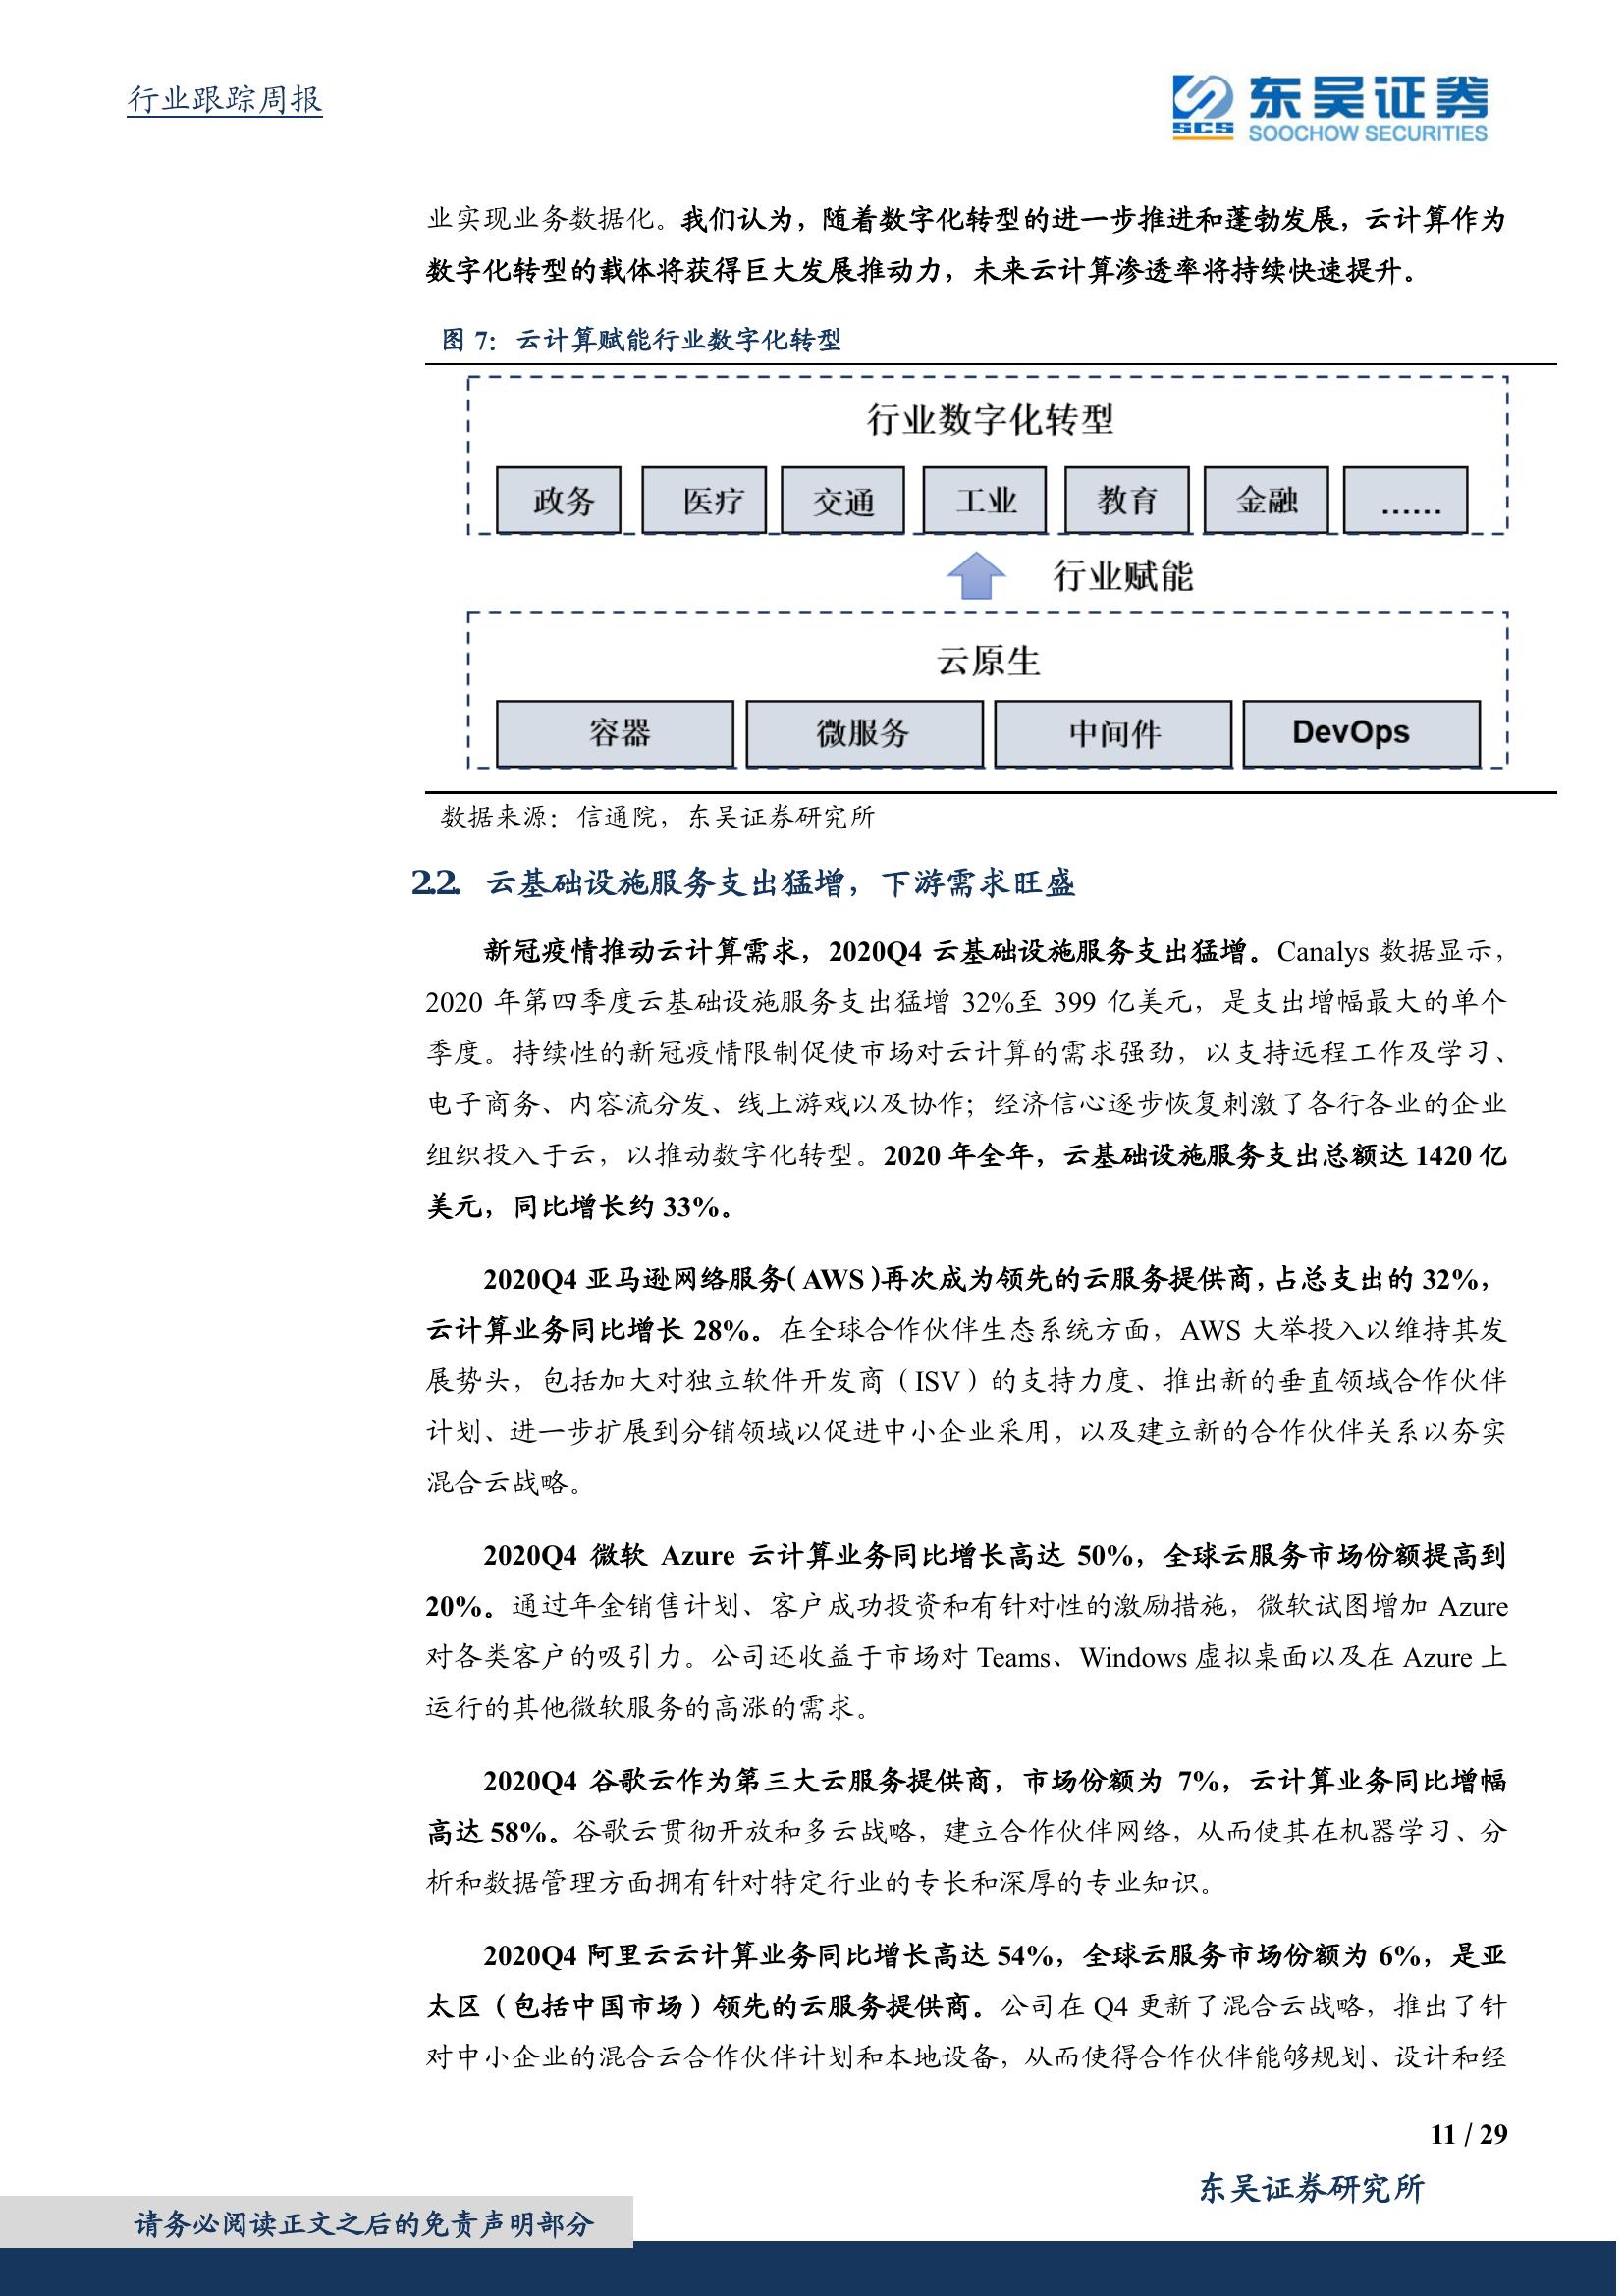 行业跟踪周报
SCS 东吴证券
SOOCHOW SECURITIES
业实现业务数据化。我们认为，随着数字化转型的进一步推进和蓬勃发展，云计算作为
数字化转型的载体将获得巨大发展推动力，未来云计算渗透率将持续快速提升。
图 7：云计算赋能行业数字化转型
行业数字化转型
政务 医疗 交通 工业 教育 金融 ……
行业赋能
云原生
容器 微服务 中间件 DevOps
数据来源：信通院，东吴证券研究所
2.2. 云基础设施服务支出猛增，下游需求旺盛
新冠疫情推动云计算需求，2020Q4 云基础设施服务支出猛增。Canalys 数据显示，
2020 年第四季度云基础设施服务支出猛增 32%至 399 亿美元，是支出增幅最大的单个
季度。持续性的新冠疫情限制促使市场对云计算的需求强劲，以支持远程工作及学习、
电子商务、内容流分发、线上游戏以及协作；经济信心逐步恢复刺激了各行各业的企业
组织投入于云，以推动数字化转型。2020 年全年，云基础设施服务支出总额达 1420 亿
美元，同比增长约 33%。
2020Q4 亚马逊网络服务（AWS）再次成为领先的云服务提供商，占总支出的 32%，
云计算业务同比增长 28%。在全球合作伙伴生态系统方面，AWS 大举投入以维持其发
展势头，包括加大对独立软件开发商（ISV）的支持力度、推出新的垂直领域合作伙伴
计划、进一步扩展到分销领域以促进中小企业采用，以及建立新的合作伙伴关系以夯实
混合云战略。
2020Q4 微软 Azure 云计算业务同比增长高达 50%，全球云服务市场份额提高到
20%。通过年金销售计划、客户成功投资和有针对性的激励措施，微软试图增加 Azure
对各类客户的吸引力。公司还收益于市场对 Teams、Windows 虚拟桌面以及在 Azure 上
运行的其他微软服务的高涨的需求。
2020Q4 谷歌云作为第三大云服务提供商，市场份额为 7%，云计算业务同比增幅
高达 58%。谷歌云贯彻开放和多云战略，建立合作伙伴网络，从而使其在机器学习、分
析和数据管理方面拥有针对特定行业的专长和深厚的专业知识。
2020Q4 阿里云云计算业务同比增长高达 54%，全球云服务市场份额为 6%，是亚
太区（包括中国市场）领先的云服务提供商。公司在 Q4 更新了混合云战略，推出了针
对中小企业的混合云合作伙伴计划和本地设备，从而使得合作伙伴能够规划、设计和经
11 / 29
东吴证券研究所
请务必阅读正文之后的免责声明部分